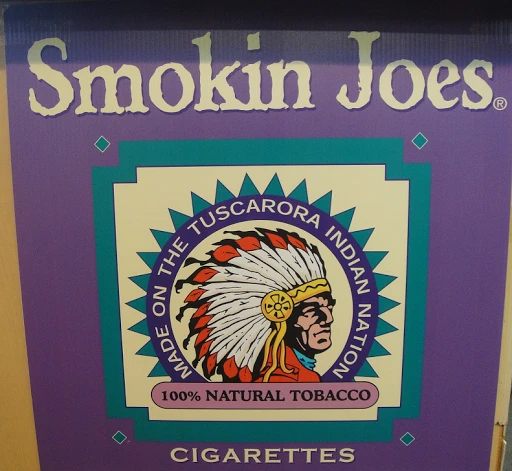 Smokin Joes®
MADE ON THE TUSCARORA INDIAN NATION
100% NATURAL TOBACCO
CIGARETTES